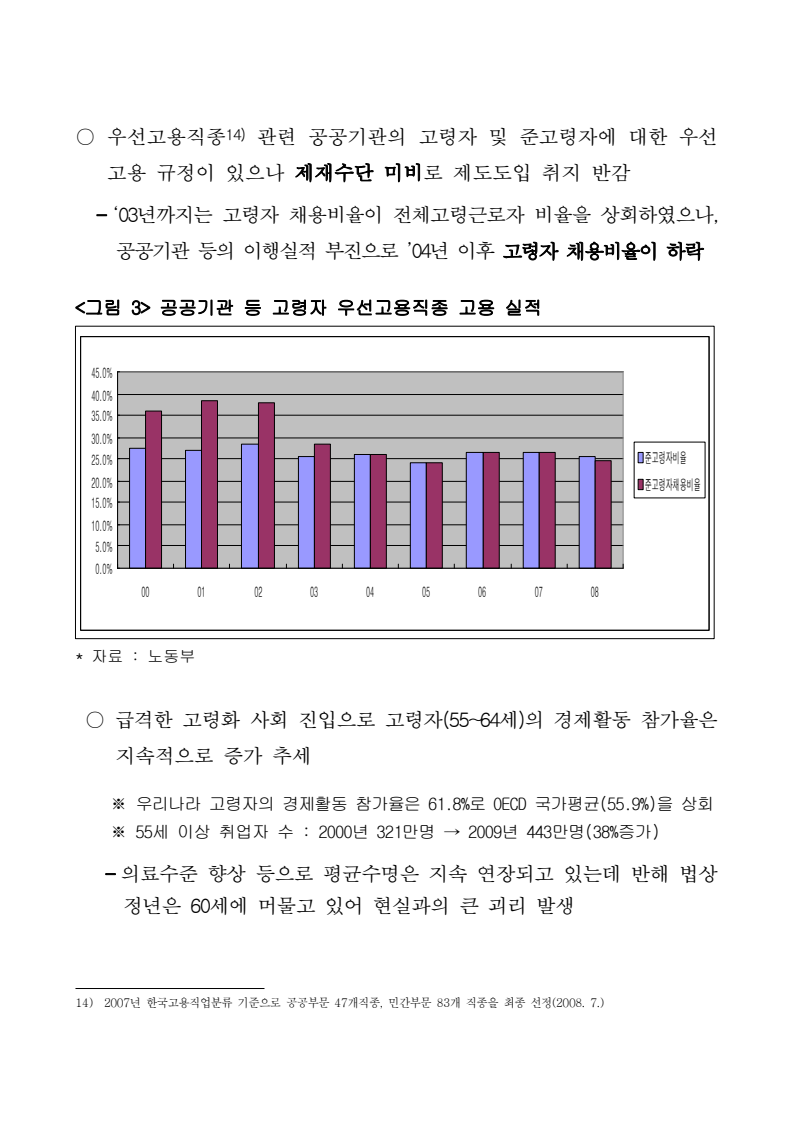 ○ 우선고용직종14) 관련 공공기관의 고령자 및 준고령자에 대한 우선
고용 규정이 있으나 제재수단 미비로 제도도입 취지 반감
- ‘03년까지는 고령자 채용비율이 전체고령근로자 비율을 상회하였으나,
공공기관 등의 이행실적 부진으로 ’04년 이후 고령자 채용비율이 하락
<그림 3> 공공기관 등 고령자 우선고용직종 고용 실적
45.0%
40.0%
35.0%
30.0%
25.0%
20.0%
15.0%
10.0%
5.0%
0.0%
00 01 02 03 04 05 06 07 08
준고령자비율
준고령자채용비율
* 자료 : 노동부
○ 급격한 고령화 사회 진입으로 고령자(55~64세)의 경제활동 참가율은
지속적으로 증가 추세
※ 우리나라 고령자의 경제활동 참가율은 61.8%로 OECD 국가평균(55.9%)을 상회
※ 55세 이상 취업자 수 : 2000년 321만명 → 2009년 443만명(38%증가)
- 의료수준 향상 등으로 평균수명은 지속 연장되고 있는데 반해 법상
정년은 60세에 머물고 있어 현실과의 큰 괴리 발생
14) 2007년 한국고용직업분류 기준으로 공공부문 47개직종, 민간부문 83개 직종을 최종 선정(2008. 7.)